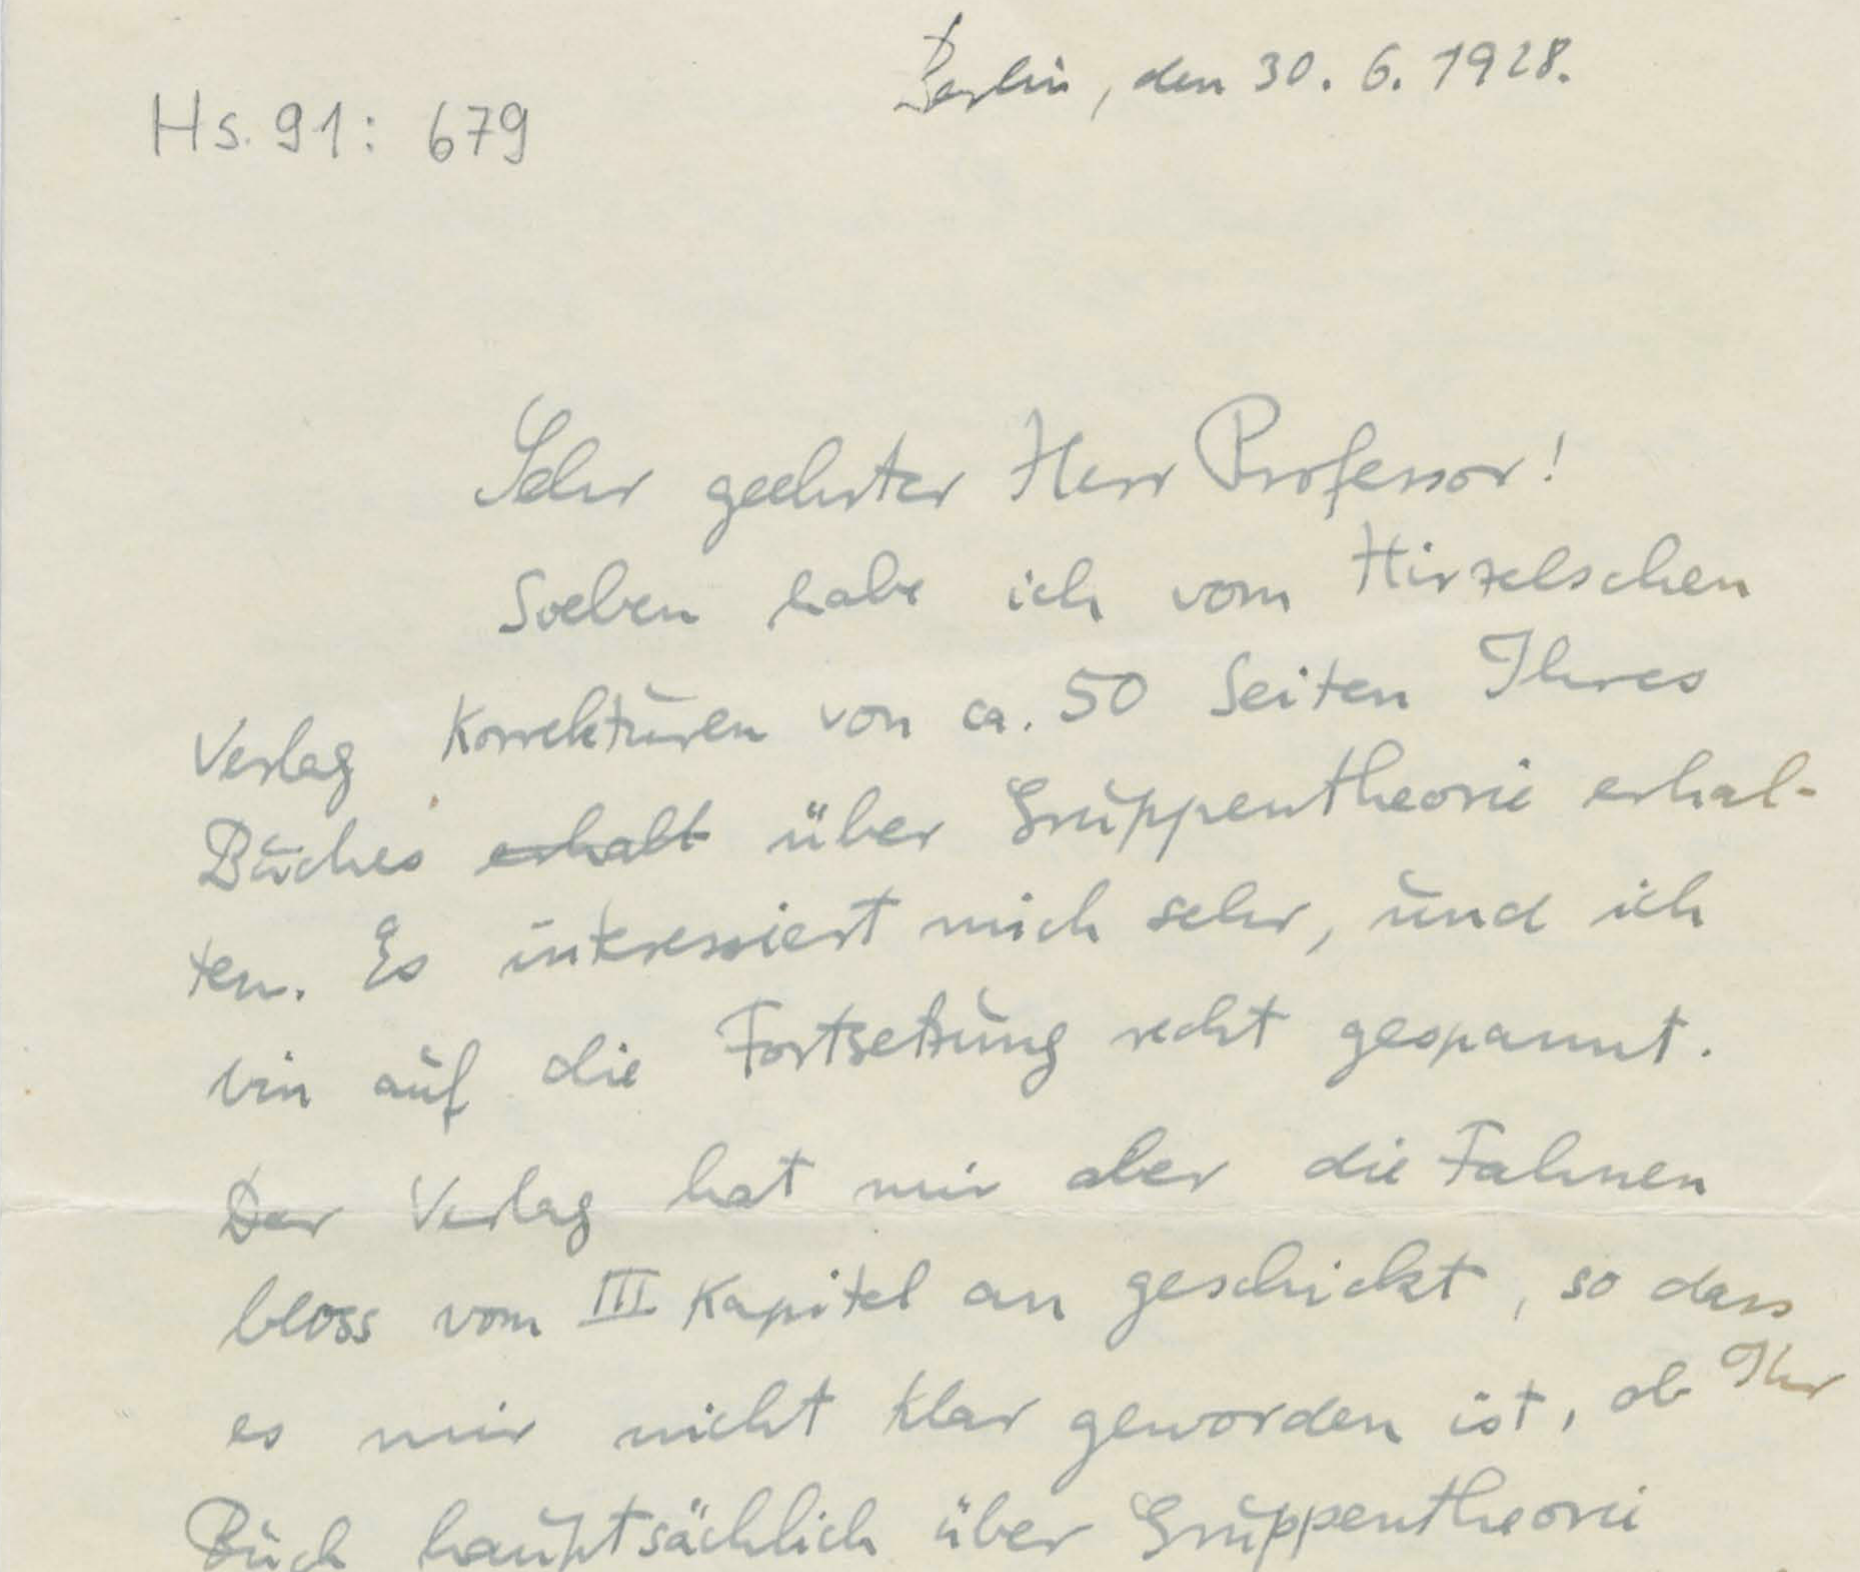 Berlin, den 30. 6. 1928.
Hs. 91: 679
Sehr geehrter Herr Professor!
Soeben habe ich vom Hirzelschen
Verlag Korrekturen von ca. 50 Seiten Ihres
Buches erhalt über Gruppentheorie erhal-
ten. Es interessiert mich sehr, und ich
bin auf die Fortsetzung recht gespannt.
Der Verlag hat mir aber die Fahnen
bloss vom III Kapitel an geschickt, so dass
es mir nicht klar geworden ist, ob Ihr
Buch hauptsächlich über Gruppentheorie